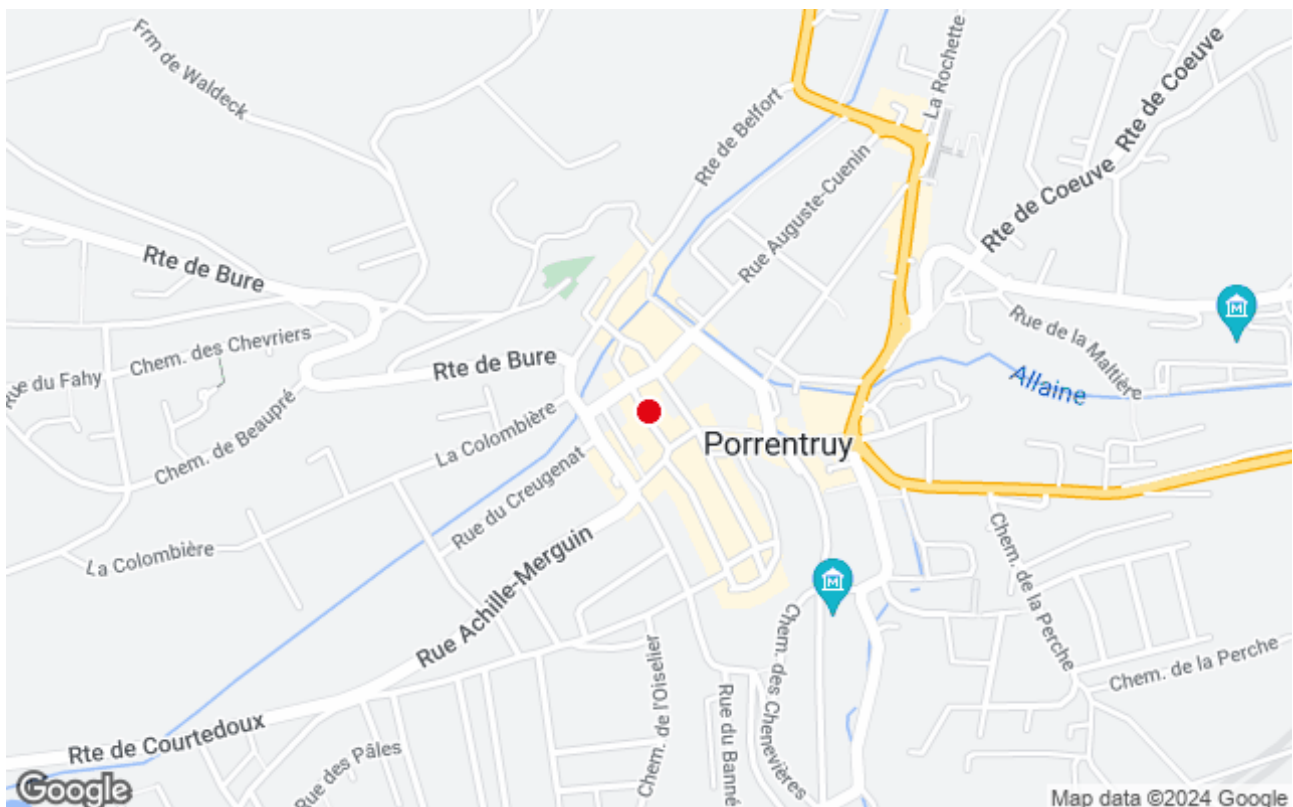 Frm de Waldeck
La Rochette
Rte de Coeuve
Rte de Belfort
Rte de Coeuve
Rue Auguste-Cuenin
Rte de Bure
M
Rue de la Maltière
Chem. des Chevriers
Rte de Bure
Allaine
Rue du Fahy
Chem. de Beaupré
La Colombière
Porrentruy
Rue du Creugenat
La Colombière
Chem. de la Perche
Rue Achille-Merguin
M
Chem. des Chenevières
Chem. de la Perche
Chem. de l'Oiselier
Rue du Banné
Rte de Courtedoux
Rue des Pâles
Google
Map data ©2024 Google